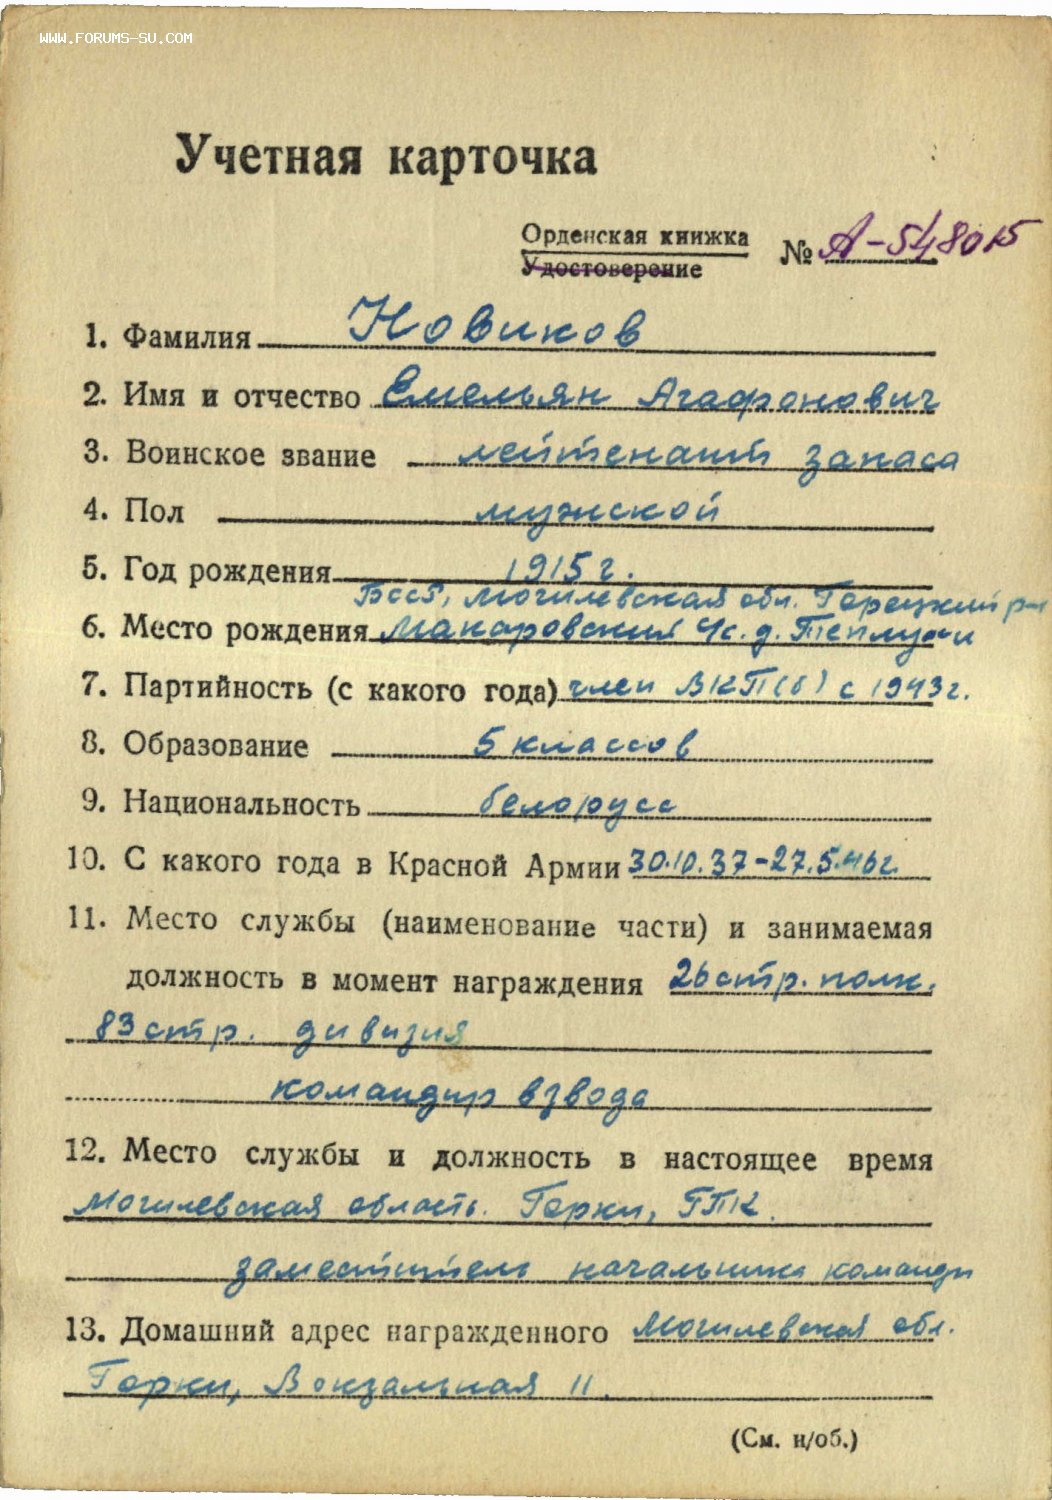 WWW.FORUMS-SU.COM
Учетная карточка
Орденская книжка
Удостоверение
№ А-548015
1. Фамилия Новиков
2. Имя и отчество Емельян Агафонович
3. Воинское звание лейтенант запаса
4. Пол мужской
5. Год рождения 1915 г.
БССР, Могилевская обл. Горецкий р-н
6. Место рождения Макаровский с/с. д. Теплухи
7. Партийность (с какого года) член ВКП(б) с 1943 г.
8. Образование 5 классов
9. Национальность белорусс
10. С какого года в Красной Армии 30.10.37-27.5.46г.
11. Место службы (наименование части) и занимаемая
должность в момент награждения 26 стр. полк,
83 стр. дивизия
командир взвода
12. Место службы и должность в настоящее время
Могилевская область. Горки, ГПК.
заместитель начальника команды
13. Домашний адрес награжденного Могилевская обл.
Горки, Вокзальная 11.
(См. н/об.)